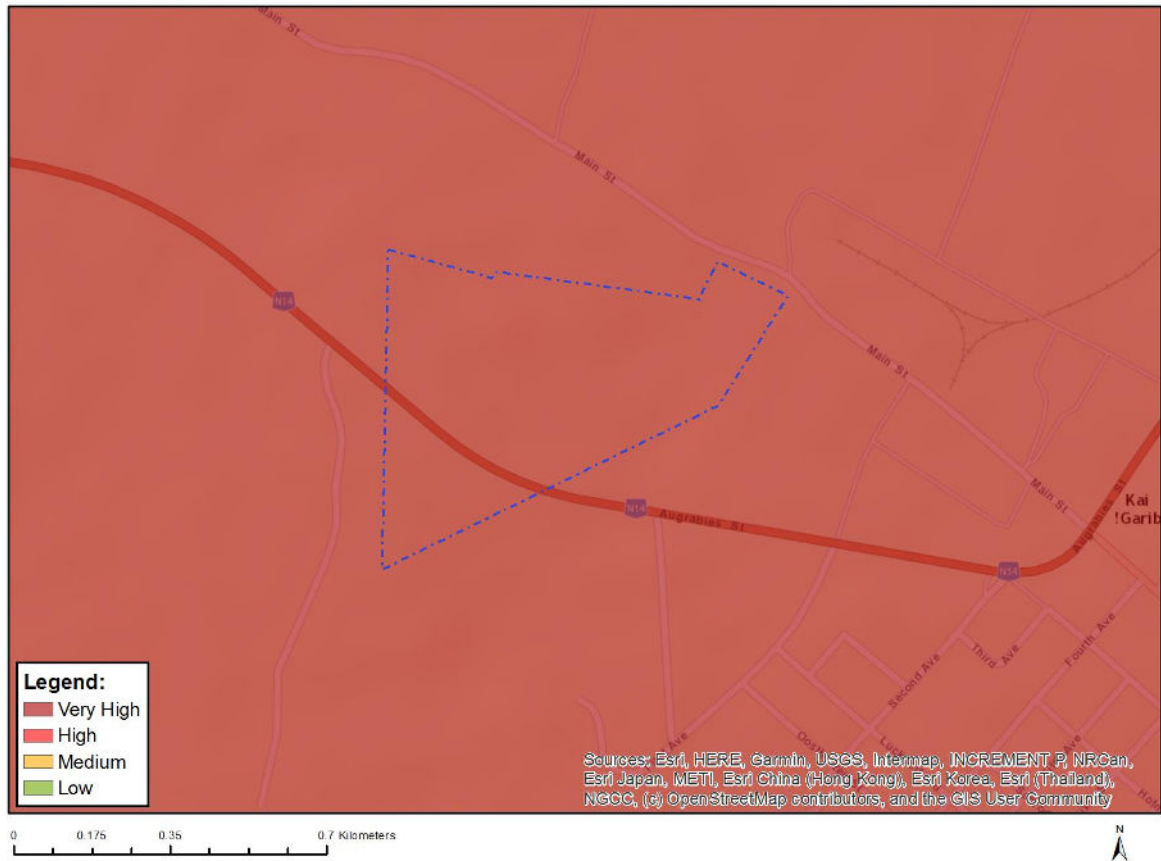 Main St
Main St
N14
Main St
Main St
Kai
!Garib
N14
Augrabies St
Augrabies St
N14
Second Ave
Third Ave
Fourth Ave
Ave
Legend:
Very High
High
Medium
Low
Sources: Esri, HERE, Garmin, USGS, Intermap, INCREMENT P, NRCan,
Esri Japan, METI, Esri China (Hong Kong), Esri Korea, Esri (Thailand),
NGCC, (c) OpenStreetMap contributors, and the GIS User Community
0 0.175 0.35 0.7 Kilometers
N